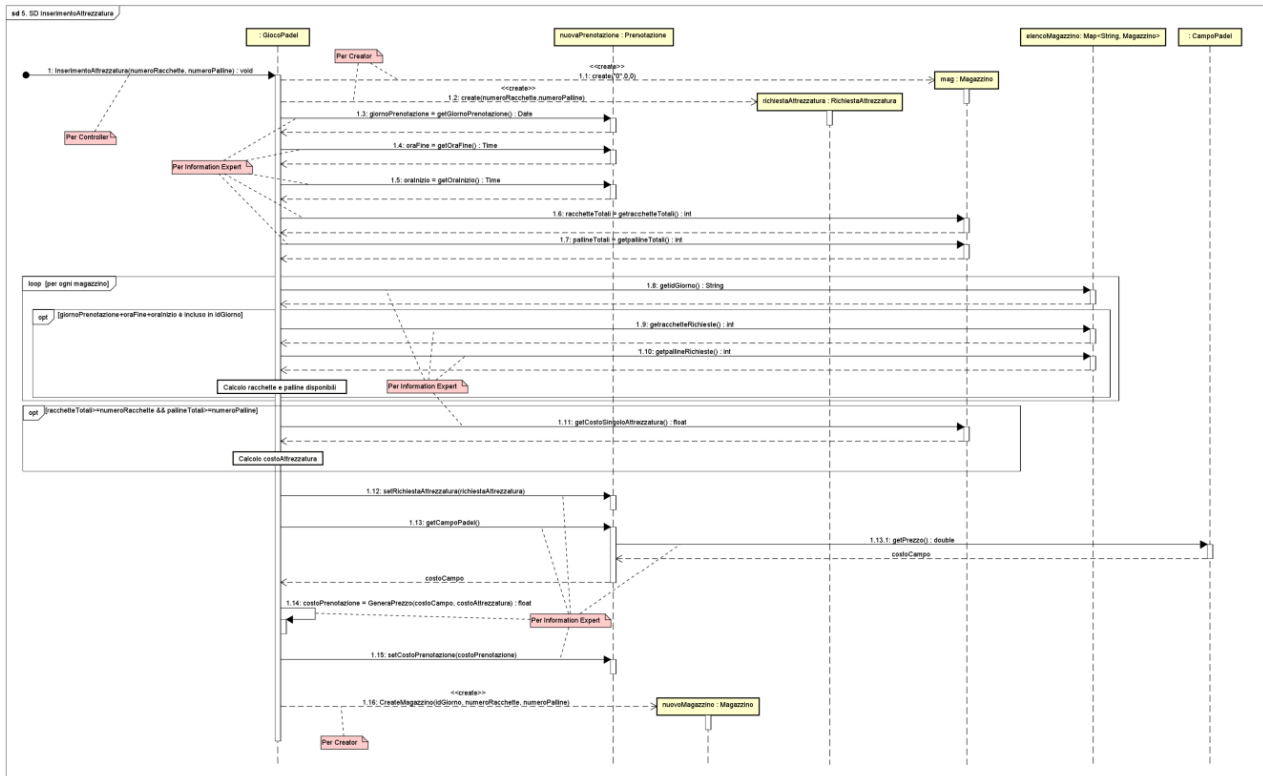 sd 5. SD InserimentoAttrezzatura
: GiocoPadel
nuovaPrenotazione : Prenotazione
elencoMagazzino: Map<String, Magazzino>
: CampoPadel
Per Creator
1: InserimentoAttrezzatura(numeroRacchette, numeroPalline) : void
<<create>>
1.1: create("0",0,0)
mag : Magazzino
<<create>>
1.2: create(numeroRacchette,numeroPalline)
richiestaAttrezzatura : RichiestaAttrezzatura
1.3: giornoPrenotazione = getGiornoPrenotazione() : Date
Per Controller
1.4: oraFine = getOraFine() : Time
Per Information Expert
1.5: oraInizio = getOraInizio() : Time
1.6: racchetteTotali = getracchetteTotali() : int
1.7: pallineTotali = getpallineTotali() : int
loop [per ogni magazzino]
1.8: getidGiorno() : String
opt [giornoPrenotazione+oraFine+oraInizio è incluso in idGiorno]
1.9: getracchetteRichieste() : int
1.10: getpallineRichieste() : int
Calcolo racchette e palline disponibili
Per Information Expert
opt [racchetteTotali>=numeroRacchette && pallineTotali>=numeroPalline]
1.11: getCostoSingoloAttrezzatura() : float
Calcolo costoAttrezzatura
1.12: setRichiestaAttrezzatura(richiestaAttrezzatura)
1.13: getCampoPadel()
1.13.1: getPrezzo() : double
costoCampo
costoCampo
1.14: costoPrenotazione = GeneraPrezzo(costoCampo, costoAttrezzatura) : float
Per Information Expert
1.15: setCostoPrenotazione(costoPrenotazione)
<<create>>
1.16: CreateMagazzino(idGiorno, numeroRacchette, numeroPalline)
nuovoMagazzino : Magazzino
Per Creator